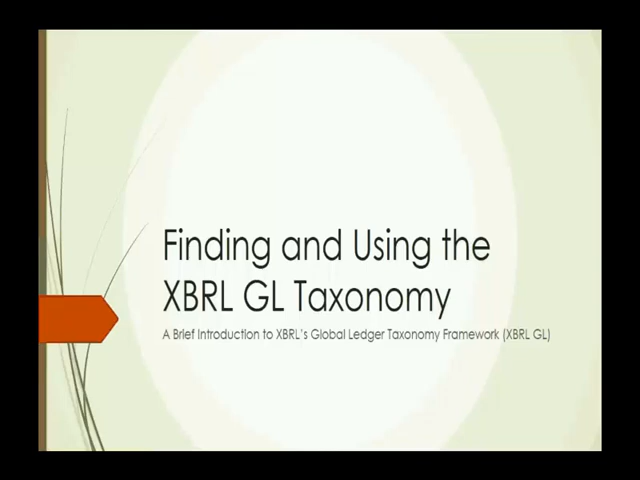 Finding and Using the
XBRL GL Taxonomy
A Brief Introduction to XBRL's Global Ledger Taxonomy Framework (XBRL GL)